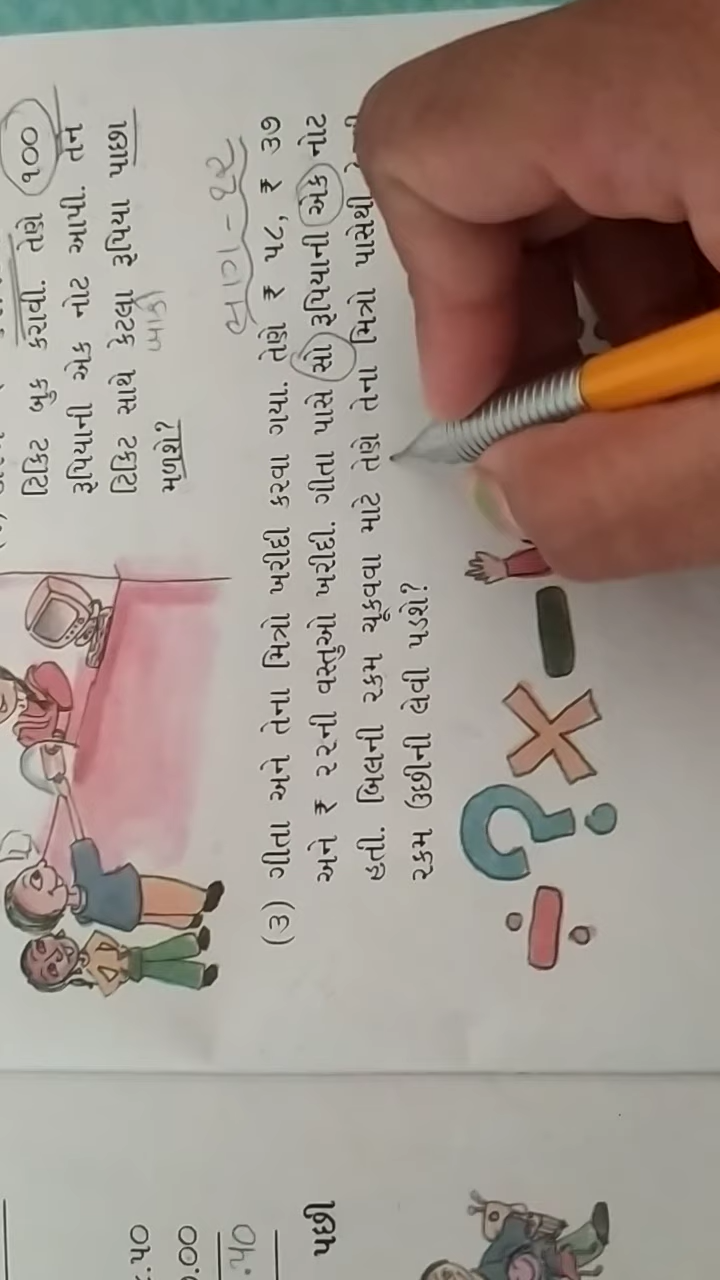 ટિકિટ બુક કરાવી. તેણે ૧૦૦
રૂપિયાની એક નોટ આપી. તેને
ટિકિટ સાથે કેટલા રૂપિયા પાછા
મળશે?
(૩) ગીતા અને તેના મિત્રો ખરીદી કરવા ગયા. તેણે ₹ ૫૮, ₹ ૩૭
અને ₹ ૨૨ની વસ્તુઓ ખરીદી. ગીતા પાસે સો રૂપિયાની એક નોટ
હતી. બિલની રકમ ચૂકવવા માટે તેણે તેના મિત્રો પાસેથી
રકમ ઉછીની લેવી પડશે?
.૫૦
પછી